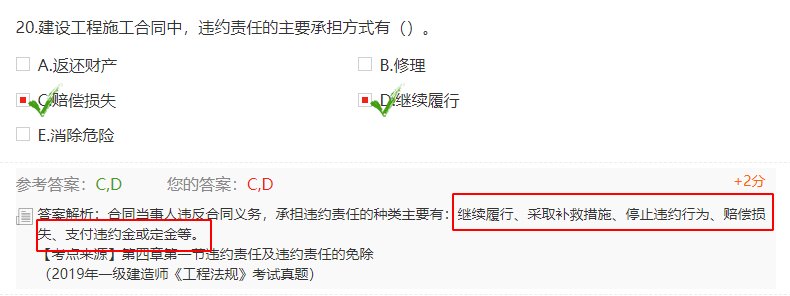 20.建设工程施工合同中，违约责任的主要承担方式有（）。
A.返还财产
B.修理
C.赔偿损失
D.继续履行
E.消除危险
参考答案：C,D 您的答案：C,D +2分
答案解析：合同当事人违反合同义务，承担违约责任的种类主要有：继续履行、采取补救措施、停止违约行为、赔偿损
失、支付违约金或定金等。
【考点来源】第四章第一节违约责任及违约责任的免除
（2019年一级建造师《工程法规》考试真题）